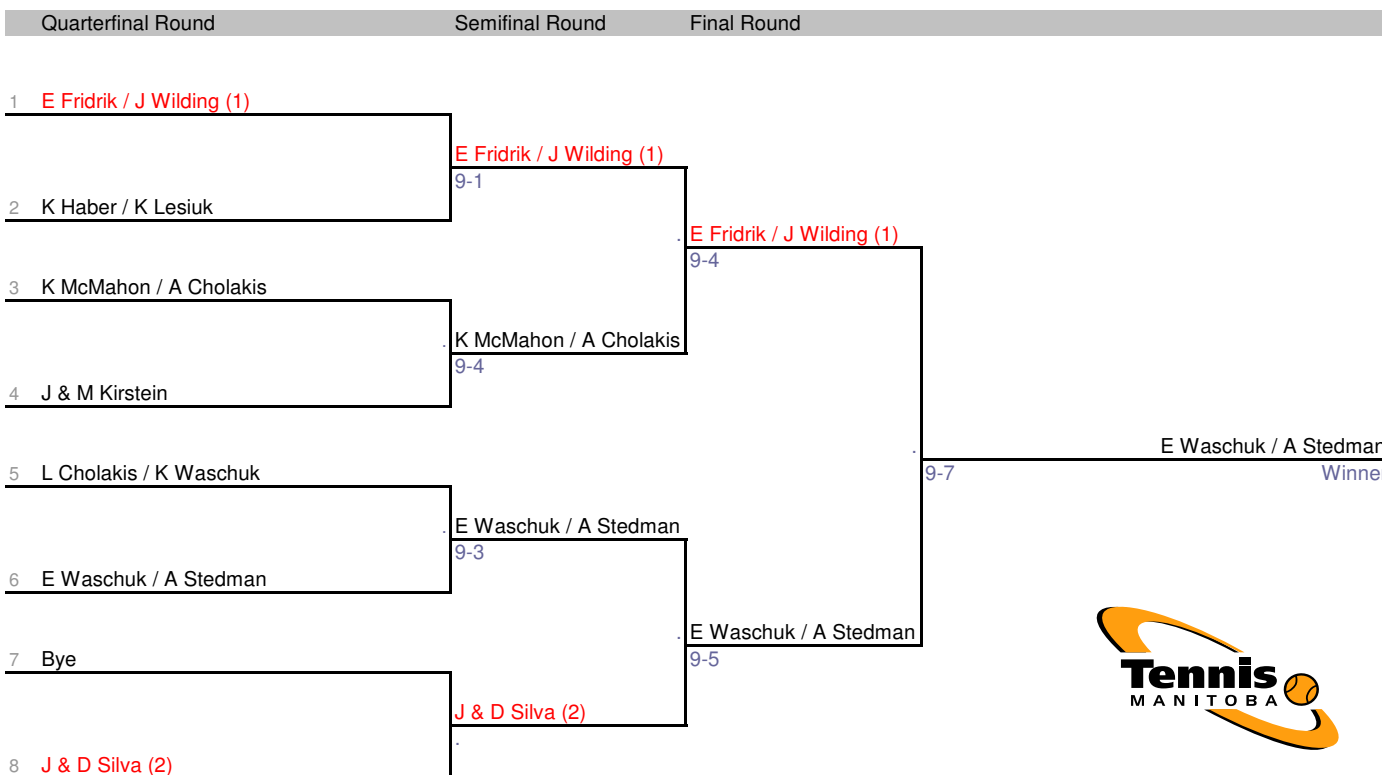 Quarterfinal Round Semifinal Round Final Round
1 E Fridrik / J Wilding (1)
E Fridrik / J Wilding (1)
9-1
2 K Haber / K Lesiuk
. E Fridrik / J Wilding (1)
9-4
3 K McMahon / A Cholakis
. K McMahon / A Cholakis
9-4
4 J & M Kirstein
. E Waschuk / A Stedman
5 L Cholakis / K Waschuk
9-7 Winner
. E Waschuk / A Stedman
9-3
6 E Waschuk / A Stedman
. E Waschuk / A Stedman
7 Bye
9-5
Tennis
MANITOBA
J & D Silva (2)
.
8 J & D Silva (2)